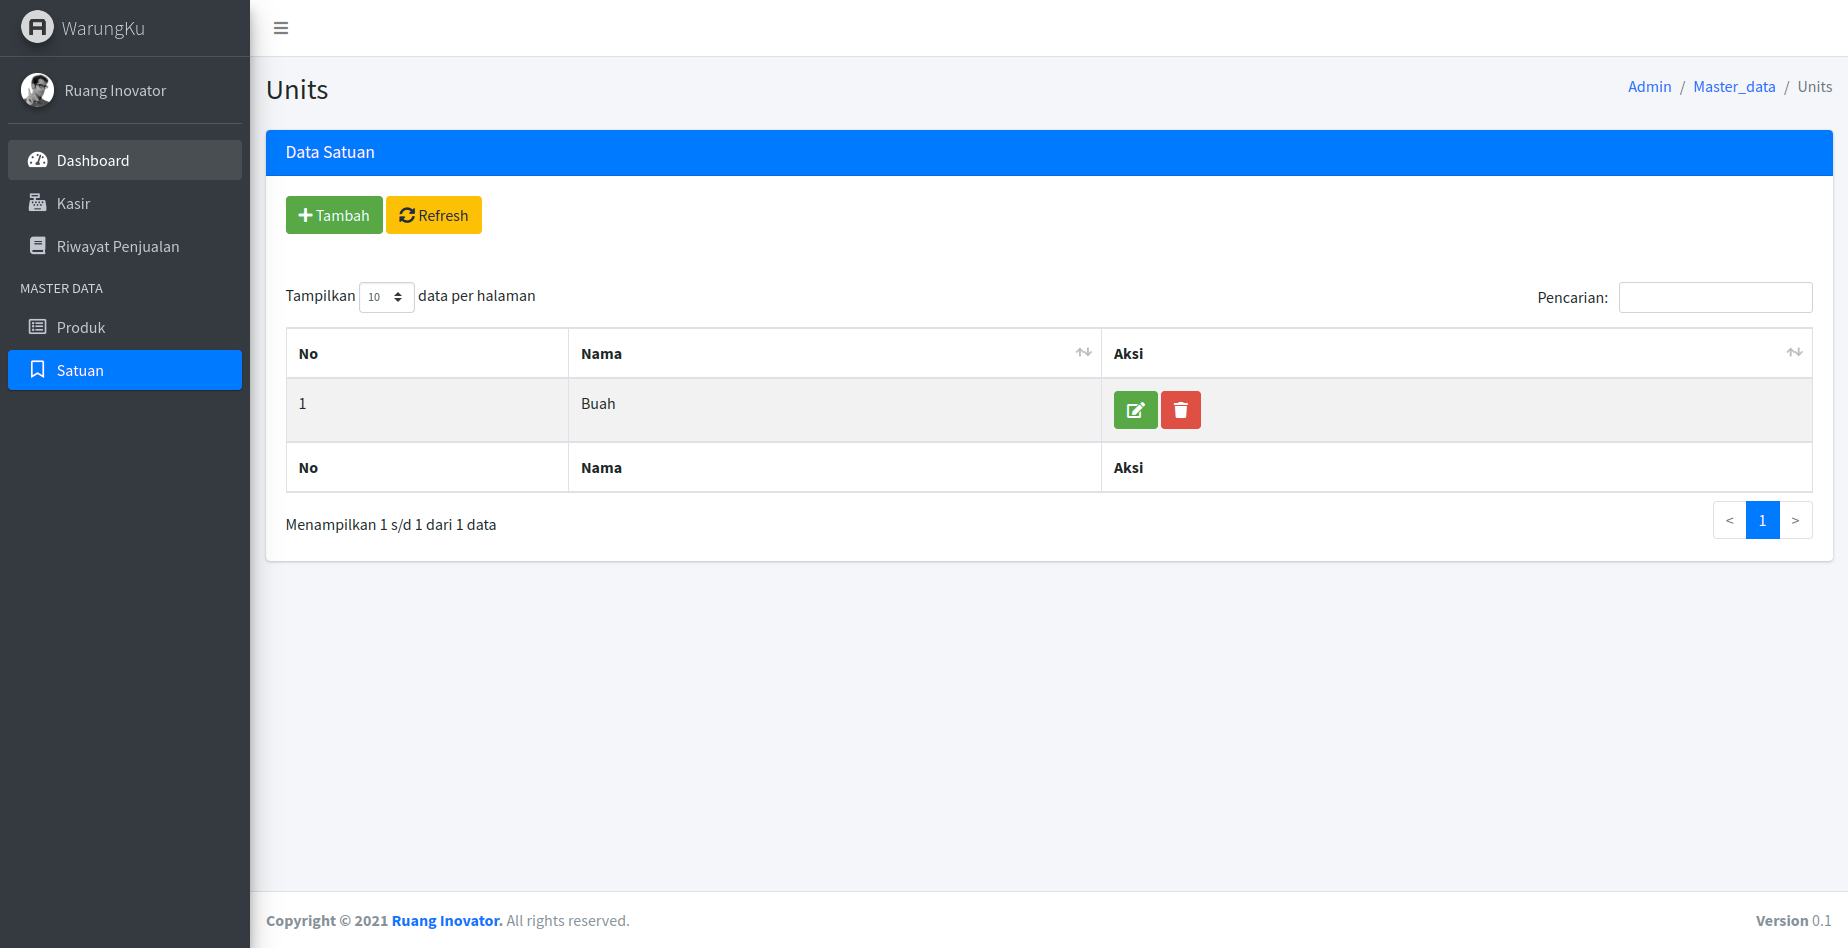 WarungKu
Ruang Inovator
Dashboard
Kasir
Riwayat Penjualan
MASTER DATA
Produk
Satuan
Units
Admin / Master_data / Units
Data Satuan
Tambah Refresh
Tampilkan 10 data per halaman
Pencarian:
No Nama Aksi
1 Buah
No Nama Aksi
Menampilkan 1 s/d 1 dari 1 data
< 1 >
Copyright © 2021 Ruang Inovator. All rights reserved.
Version 0.1